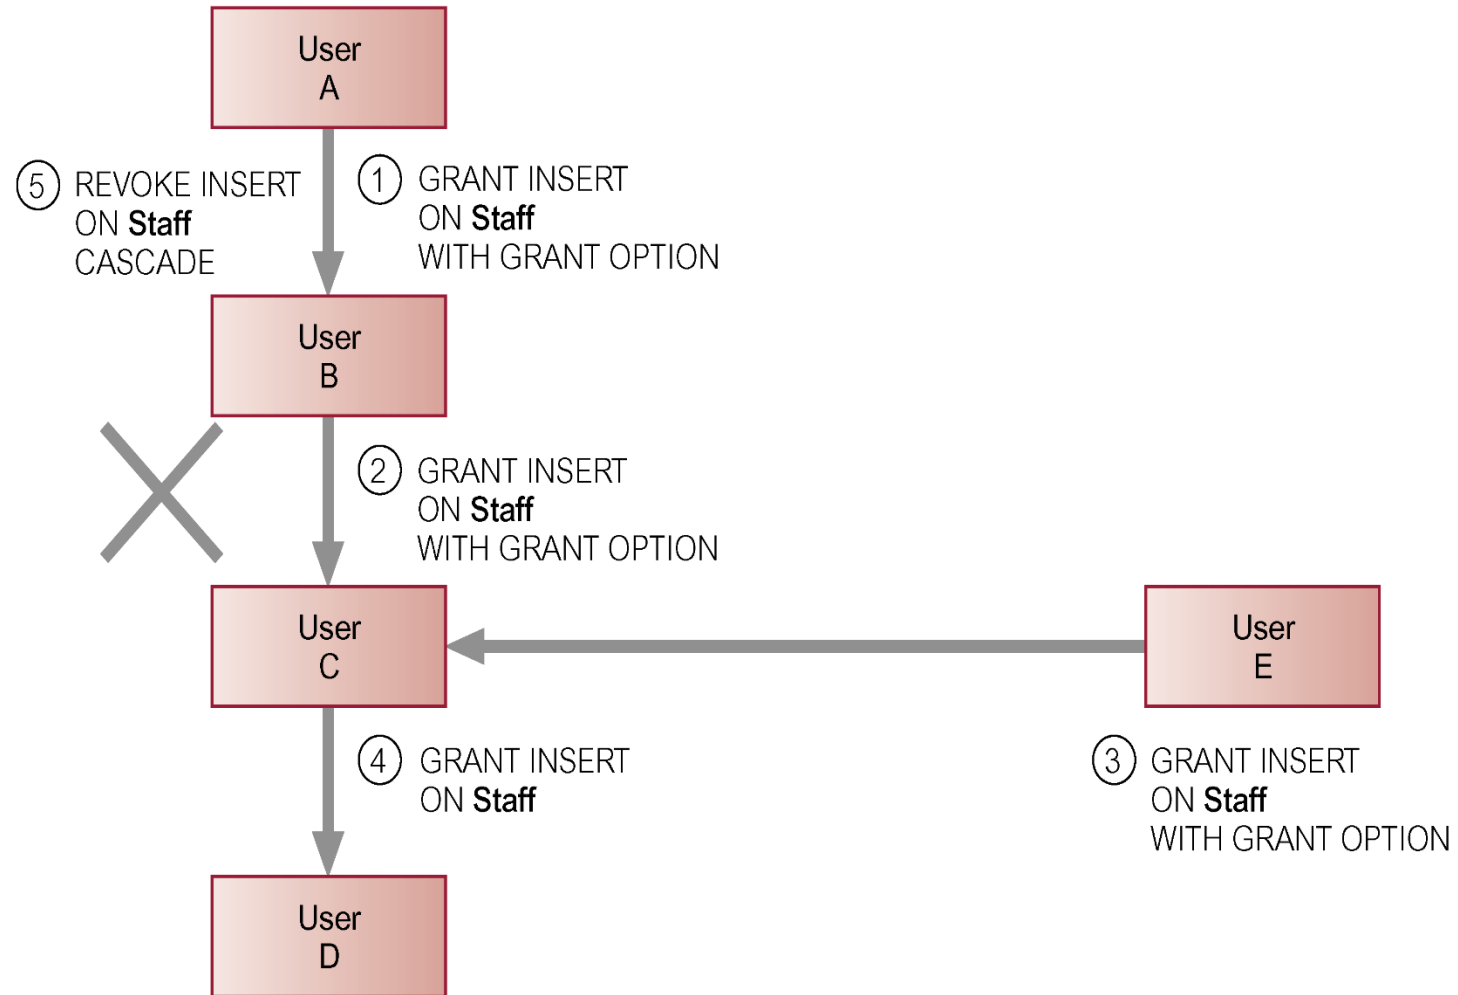 User
A
5 REVOKE INSERT
ON Staff
CASCADE
1 GRANT INSERT
ON Staff
WITH GRANT OPTION
User
B
2 GRANT INSERT
ON Staff
WITH GRANT OPTION
User
C
User
E
4 GRANT INSERT
ON Staff
3 GRANT INSERT
ON Staff
WITH GRANT OPTION
User
D